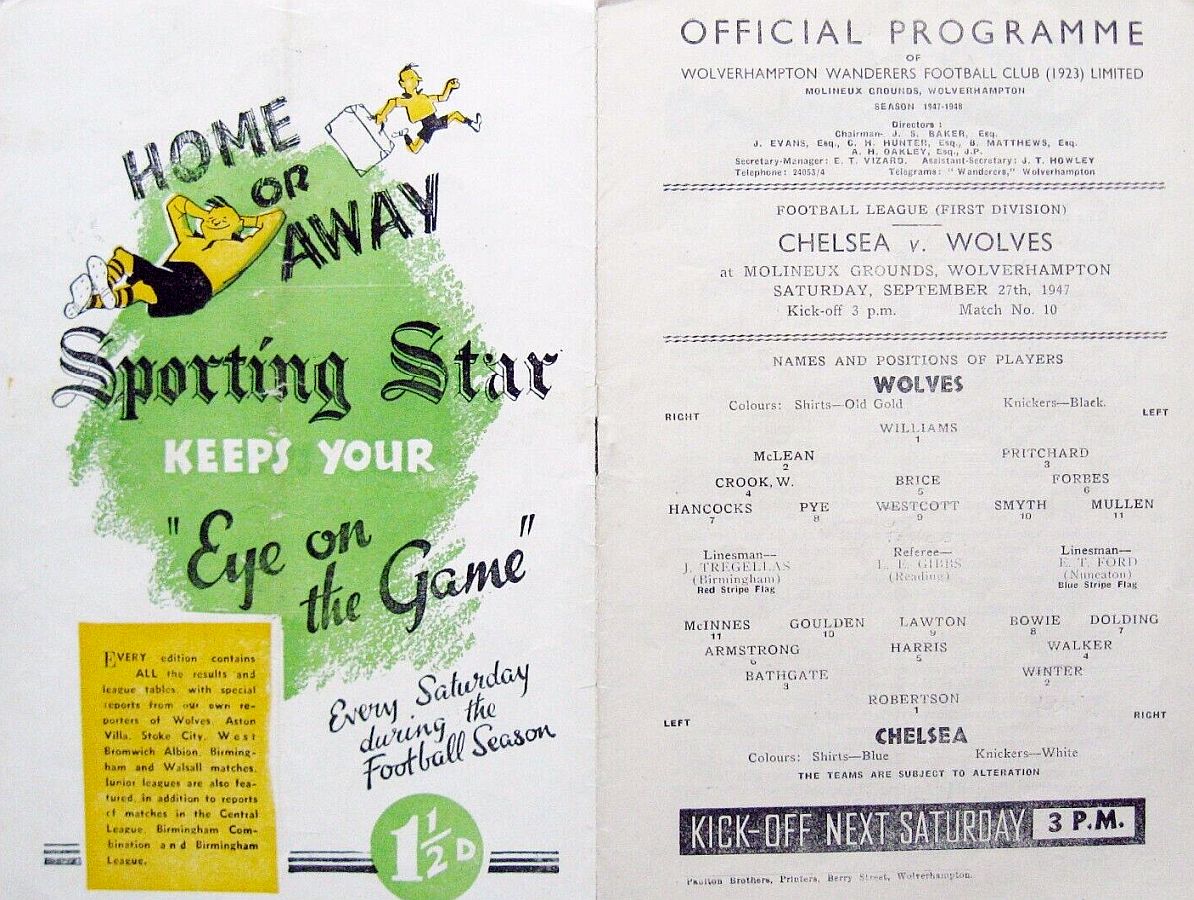 HOME
OR
AWAY
Sporting Star
KEEPS YOUR
"Eye on
the Game"
EVERY edition contains
ALL the results and
league tables, with special
reports from our own re-
porters of Wolves, Aston
Villa, Stoke City, West
Bromwich Albion, Birming-
ham and Walsall matches.
Junior leagues are also fea-
tured, in addition to reports
of matches in the Central
League, Birmingham Com-
bination and Birmingham
League.
Every Saturday
during the
Football Season
1½D
OFFICIAL PROGRAMME
OF
WOLVERHAMPTON WANDERERS FOOTBALL CLUB (1923) LIMITED
MOLINEUX GROUNDS, WOLVERHAMPTON
SEASON 1947-1948
Directors:
Chairman- J. S. BAKER, Esq.
J. EVANS, Esq., C. H. HUNTER, Esq., B. MATTHEWS, Esq.
A. H. OAKLEY, Esq., J.P.
Secretary-Manager: E. T. VIZARD. Assistant-Secretary: J. T. HOWLEY
Telephone: 24053/4 Telegrams: "Wanderers," Wolverhampton
FOOTBALL LEAGUE (FIRST DIVISION)
CHELSEA v. WOLVES
at MOLINEUX GROUNDS, WOLVERHAMPTON
SATURDAY, SEPTEMBER 27th, 1947
Kick-off 3 p.m. Match No. 10
NAMES AND POSITIONS OF PLAYERS
WOLVES
Colours: Shirts—Old Gold Knickers—Black.
RIGHT LEFT
WILLIAMS
1
McLEAN PRITCHARD
2 3
CROOK, W. BRICE FORBES
4 5 6
HANCOCKS PYE WESTCOTT SMYTH MULLEN
7 8 9 10 11
Linesman— Referee— Linesman—
J. TREGELLAS L. E. GIBBS E. T. FORD
(Birmingham) (Reading) (Nuneaton)
Red Stripe Flag Blue Stripe Flag
McINNES GOULDEN LAWTON BOWIE DOLDING
11 10 9 8 7
ARMSTRONG HARRIS WALKER
6 5 4
BATHGATE WINTER
3 2
ROBERTSON
1
LEFT RIGHT
CHELSEA
Colours: Shirts—Blue Knickers—White
THE TEAMS ARE SUBJECT TO ALTERATION
KICK-OFF NEXT SATURDAY 3 P.M.
Paulton Brothers, Printers, Berry Street, Wolverhampton.